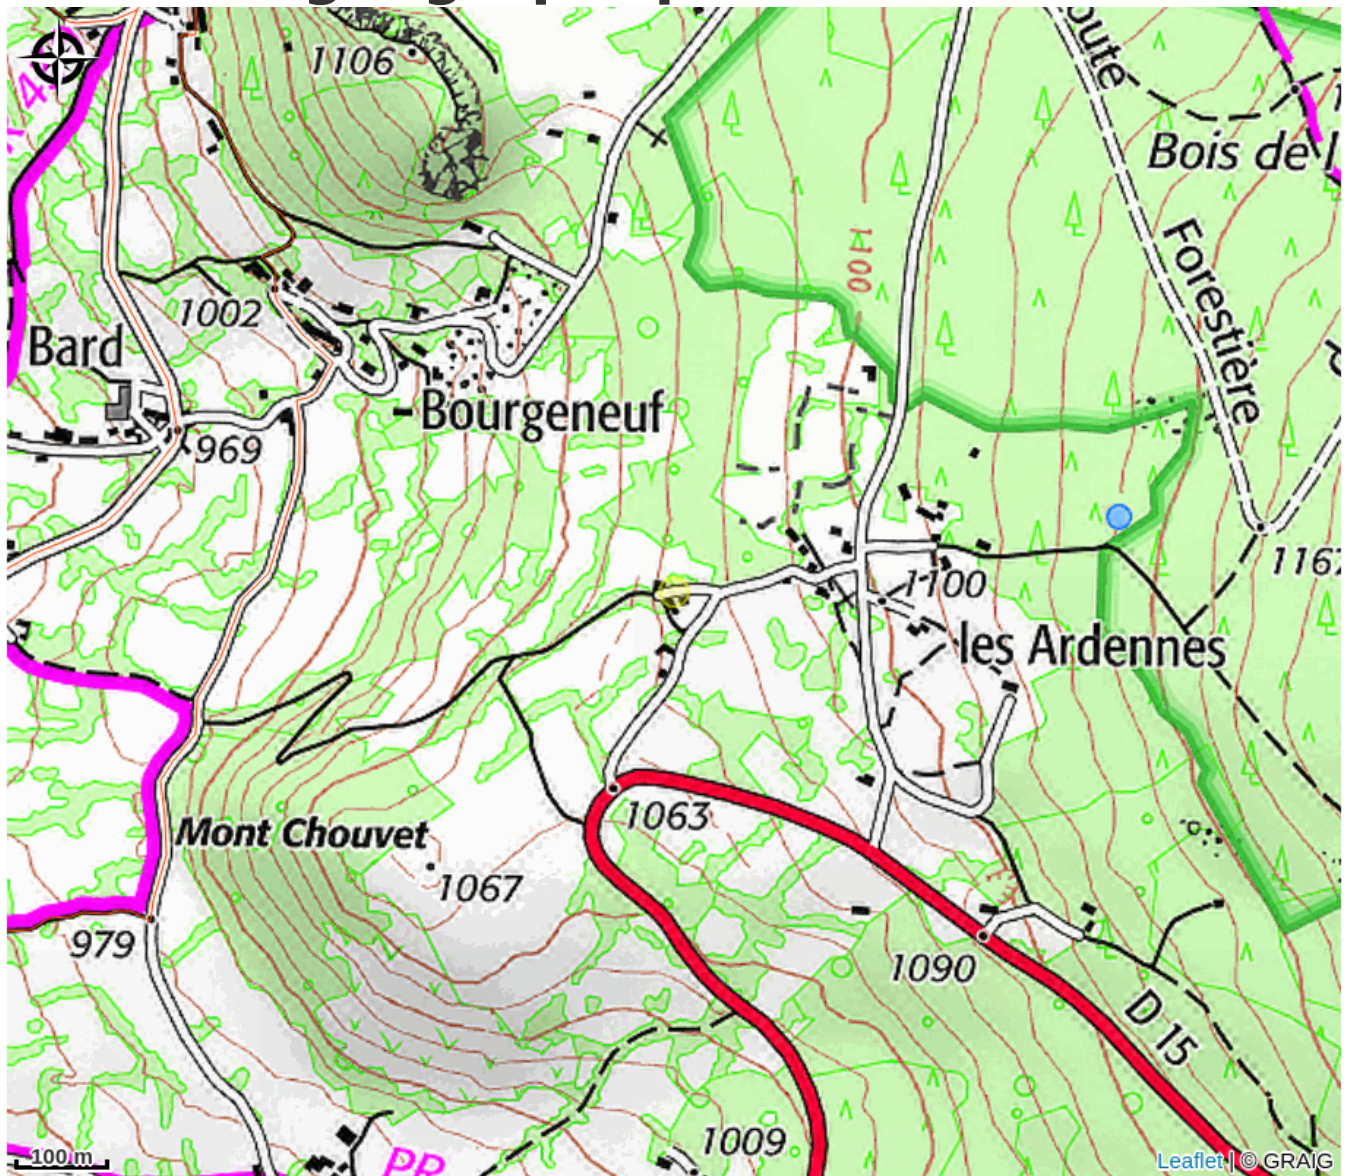 1106
oute
Bois de l
1100
Forestière
1002
Bard
Bourgeneuf
969
1167
1100
les Ardennes
1063
Mont Chouvet
1067
979
1090
D 15
1009
PR
100 m
Leaflet | © GRAIG